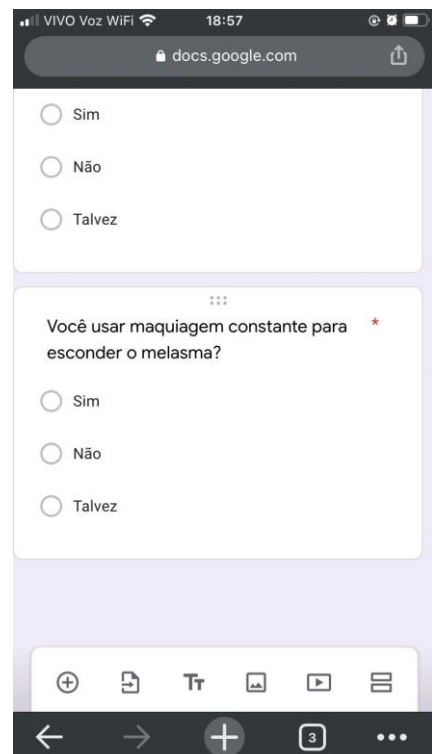 VIVO Voz WiFi 18:57
docs.google.com
Sim
Não
Talvez
Você usar maquiagem constante para *
esconder o melasma?
Sim
Não
Talvez
Tт
3